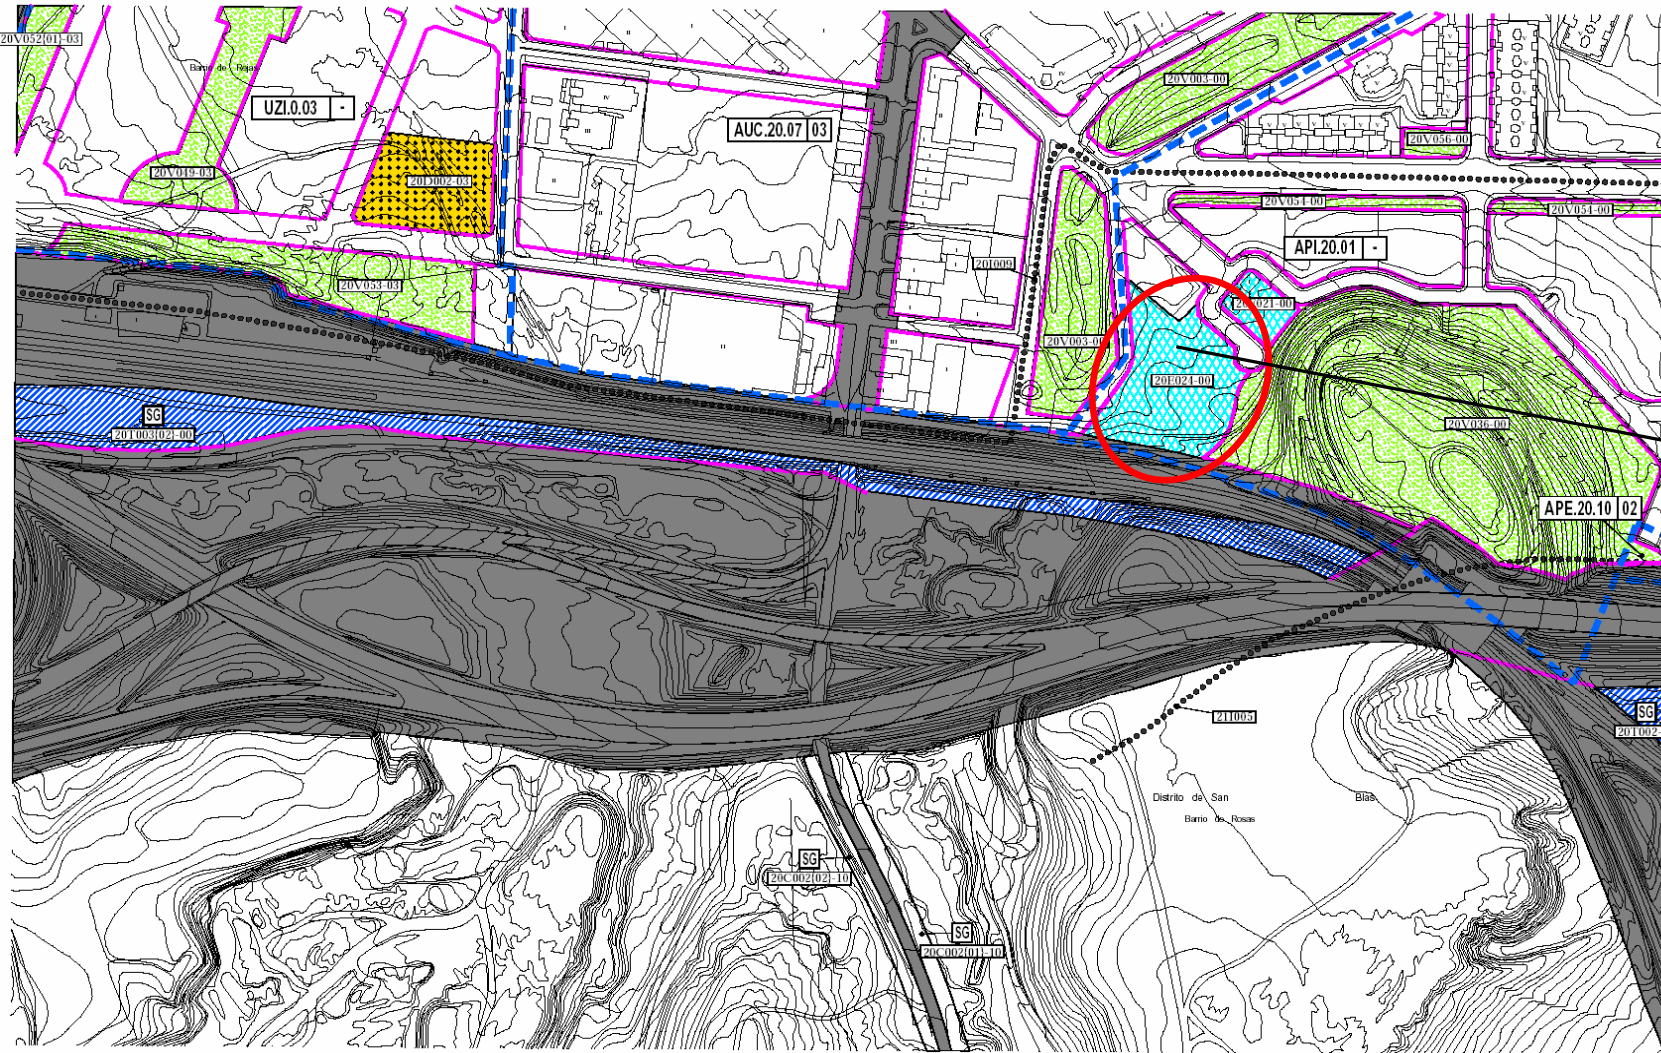 20V052(01)-03
Barrio de Rojas
UZI.0.03 -
20V049-03
20D002-03
20V053-03
AUC.20.07 03
20V003-00
20V056-00
20V054-00
20V054-00
API.20.01 -
20I009
20V003-00
20E024-00
20V036-00
APE.20.10 02
SG
20T003(02)-00
21I005
SG
20T002-
Distrito de San Blas
Barrio de Rosas
SG
20C002(02)-10
SG
20C002(01)-10